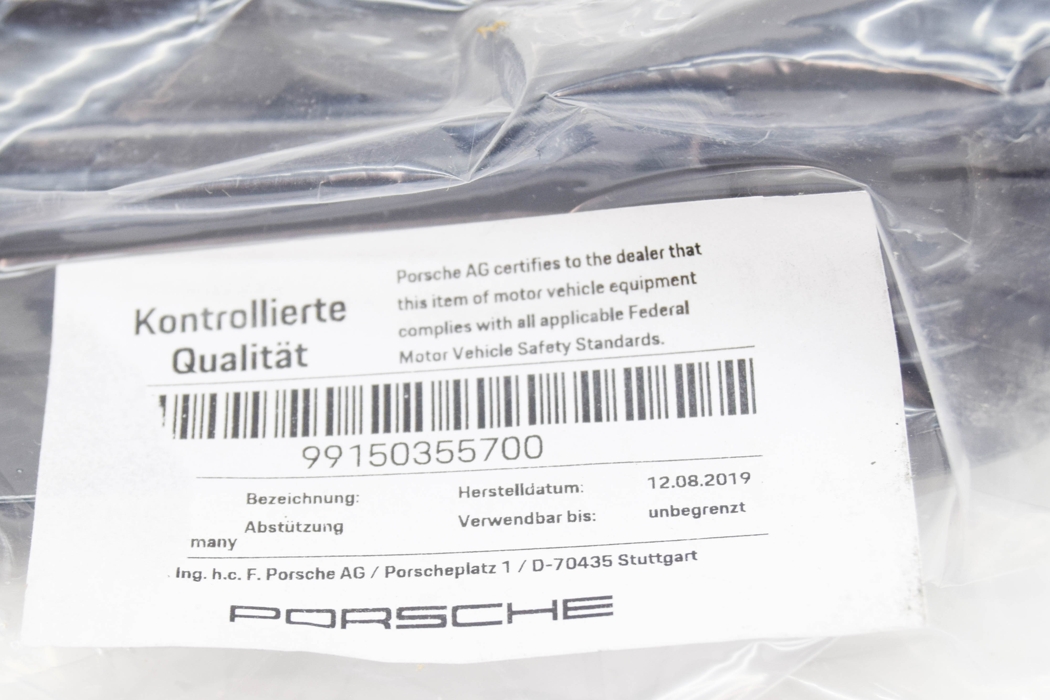 Kontrollierte
Qualität
Porsche AG certifies to the dealer that
this item of motor vehicle equipment
complies with all applicable Federal
Motor Vehicle Safety Standards.
99150355700
Bezeichnung:
Abstützung
many
Herstelldatum: 12.08.2019
Verwendbar bis: unbegrenzt
Ing. h.c. F. Porsche AG / Porscheplatz 1 / D-70435 Stuttgart
PORSCHE